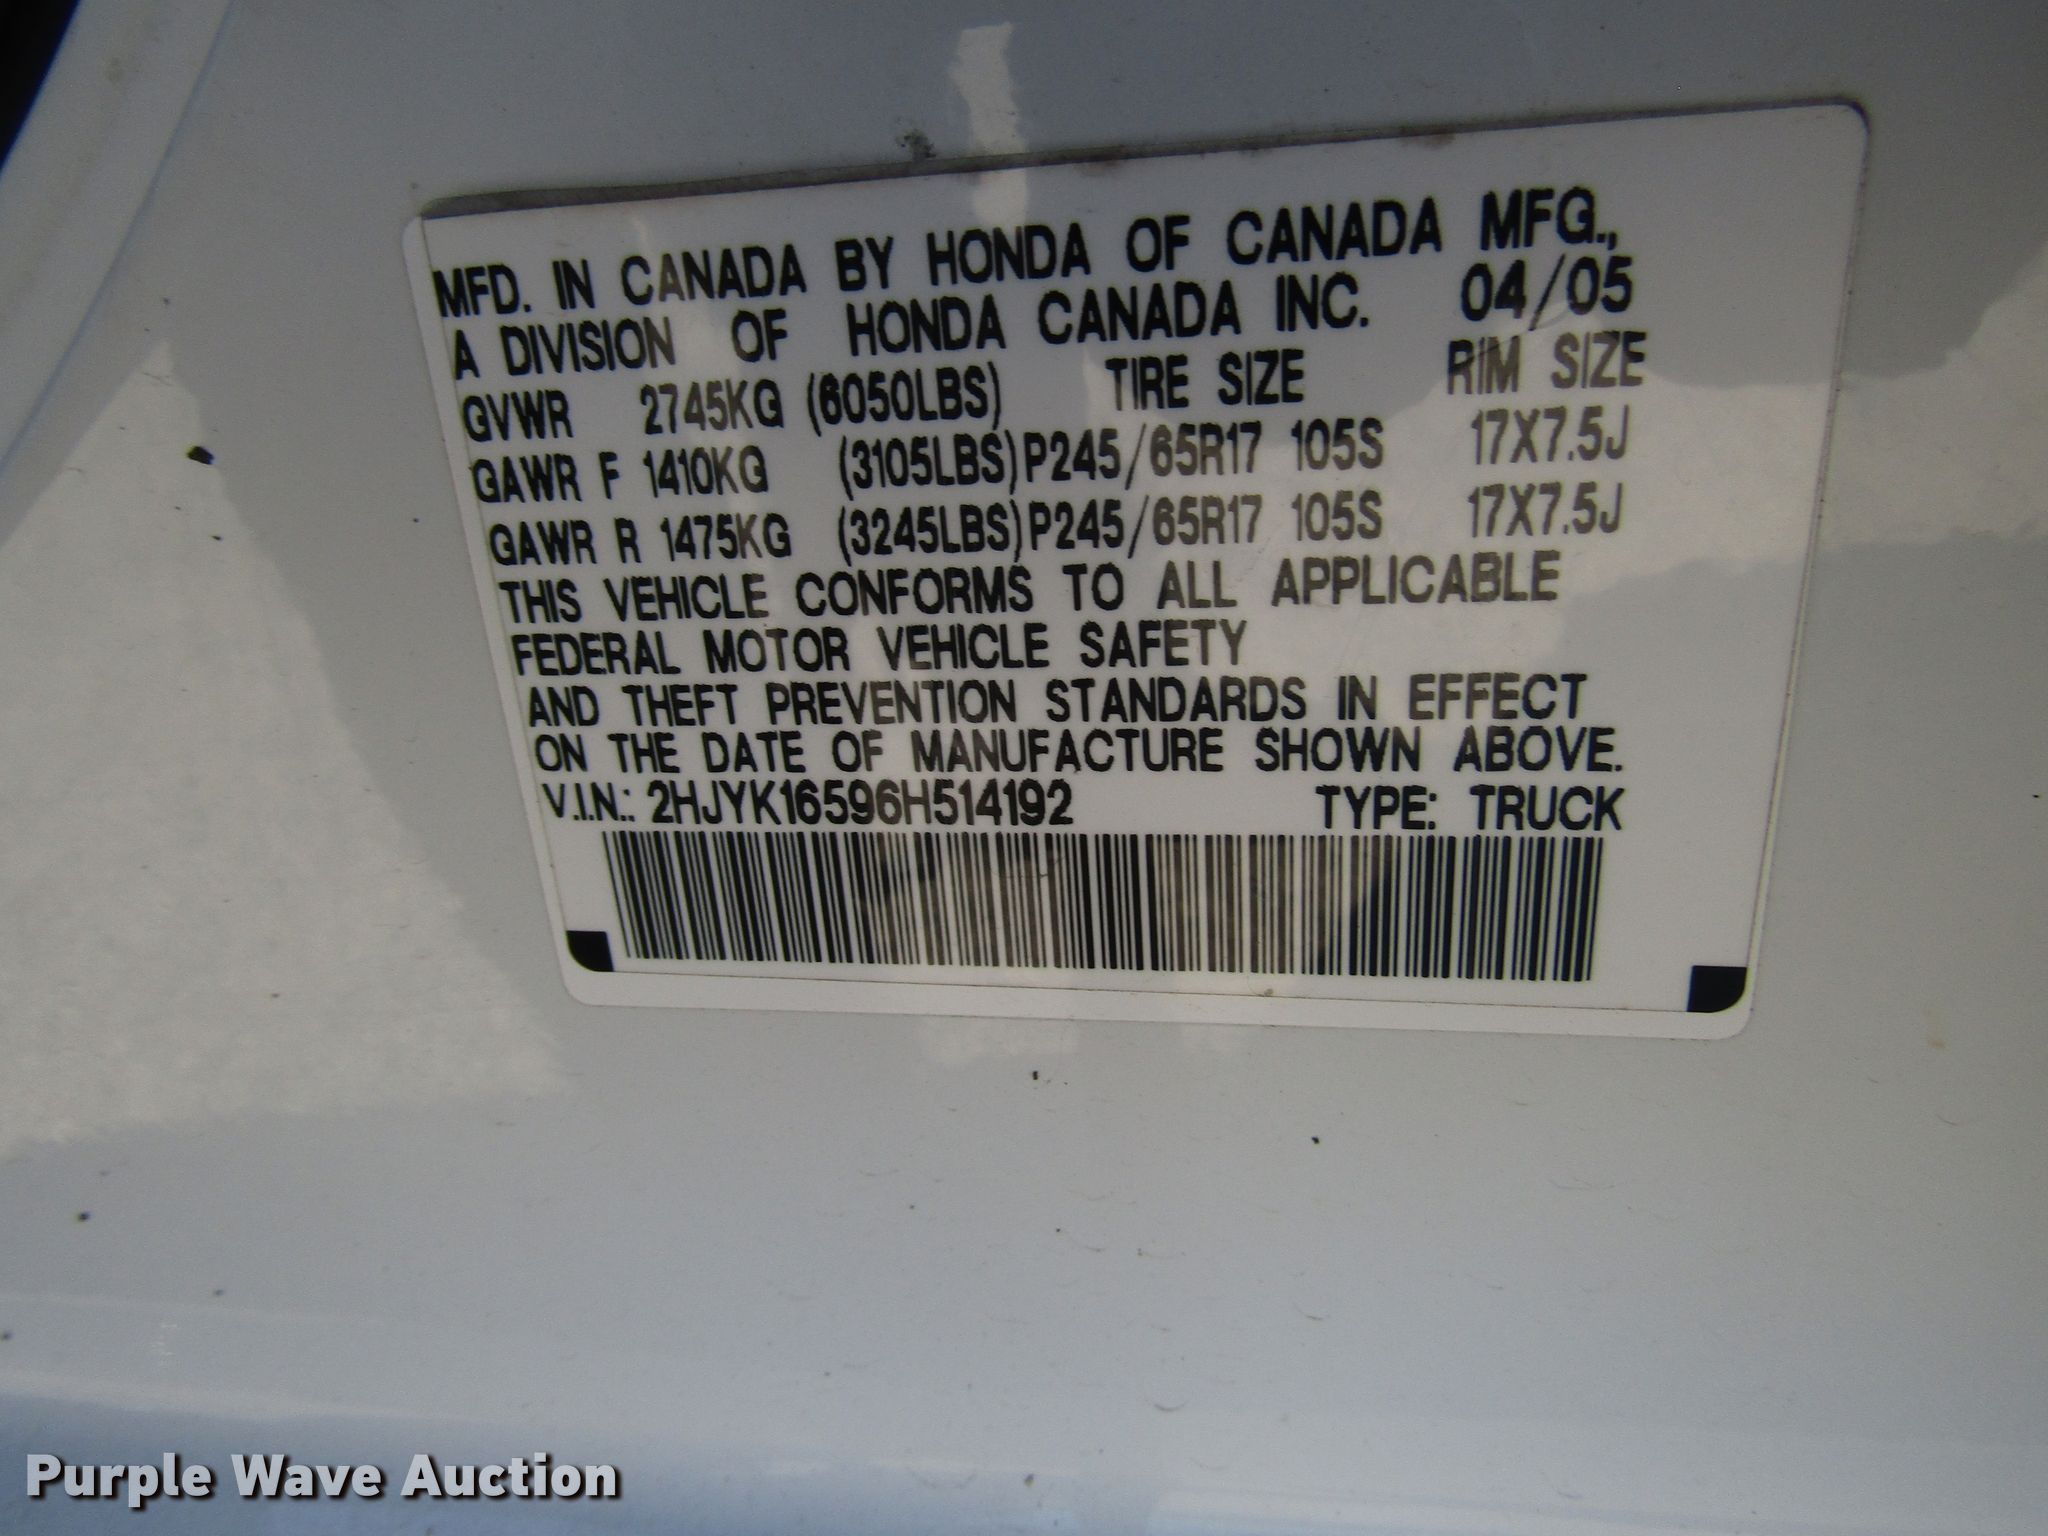 MFD. IN CANADA BY HONDA OF CANADA MFG.,
A DIVISION OF HONDA CANADA INC. 04/05
GVWR 2745KG (6050LBS) TIRE SIZE RIM SIZE
GAWR F 1410KG (3105LBS) P245/65R17 105S 17X7.5J
GAWR R 1475KG (3245LBS) P245/65R17 105S 17X7.5J
THIS VEHICLE CONFORMS TO ALL APPLICABLE
FEDERAL MOTOR VEHICLE SAFETY
AND THEFT PREVENTION STANDARDS IN EFFECT
ON THE DATE OF MANUFACTURE SHOWN ABOVE.
V.I.N.: 2HJYK16596H514192 TYPE: TRUCK
Purple Wave Auction